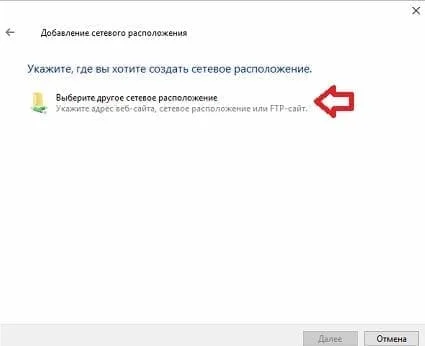 Добавление сетевого расположения
Укажите, где вы хотите создать сетевое расположение.
Выберите другое сетевое расположение
Укажите адрес веб-сайта, сетевое расположение или FTP-сайт.
Далее
Отмена